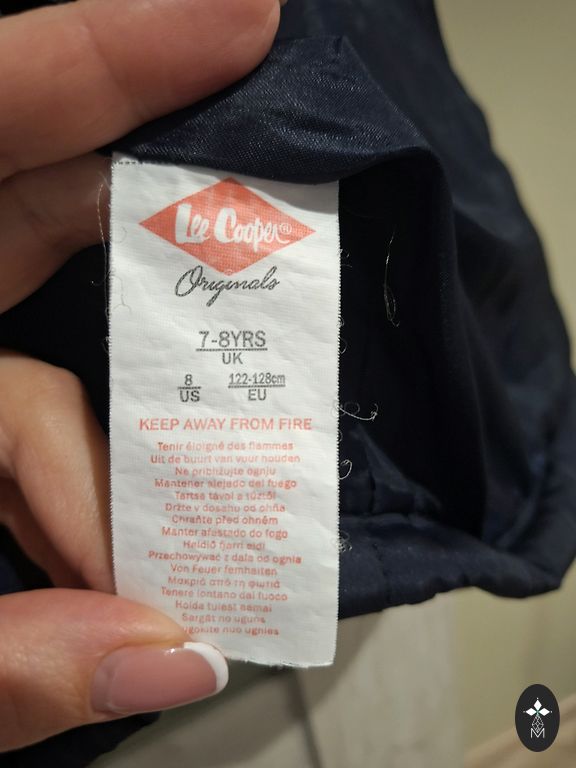 Lee Cooper®
Originals
7-8YRS
UK
8
US
122-128cm
EU
KEEP AWAY FROM FIRE
Tenir éloigné des flammes
Uit de buurt van vuur houden
Ne približujte ognju
Mantener alejado del fuego
Tartsa távol a tűztől
Držte v dosahu od ohňa
Chraňte před ohněm
Manter afastado do fogo
Haldið fjarri eldi
Przechowywać z dala od ognia
Von Feuer fernhalten
Μακριά από τη φωτιά
Tenere lontano dal fuoco
Hoida tulest eemal
Sargāt no uguns
nuo ugnies
M